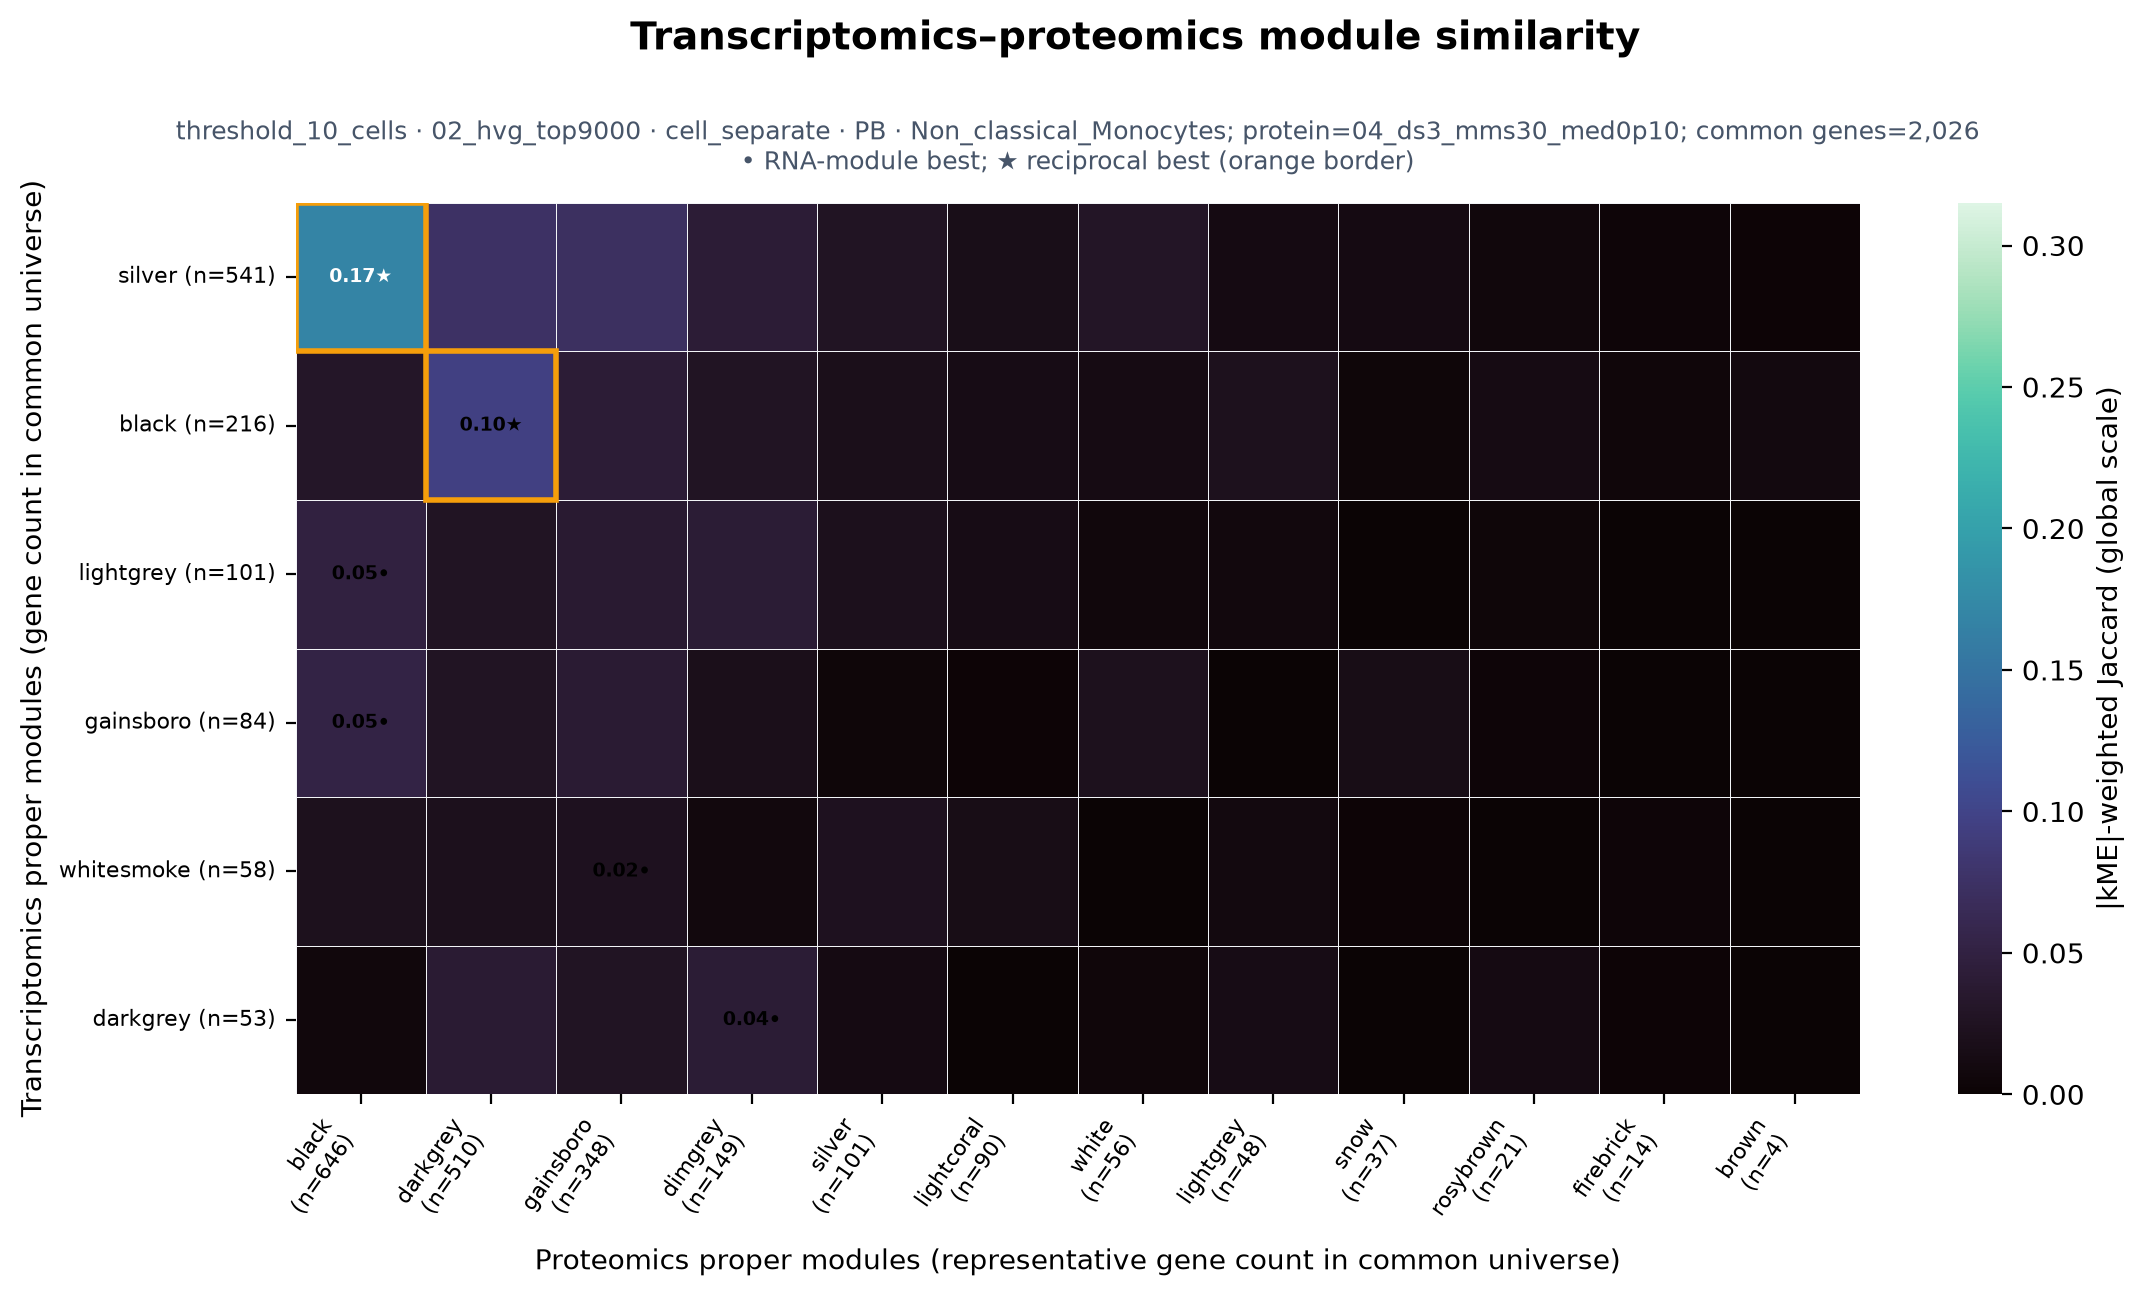 Transcriptomics–proteomics module similarity
threshold_10_cells · 02_hvg_top9000 · cell_separate · PB · Non_classical_Monocytes; protein=04_ds3_mms30_med0p10; common genes=2,026
• RNA-module best; ★ reciprocal best (orange border)
Transcriptomics proper modules (gene count in common universe)
silver (n=541)
black (n=216)
lightgrey (n=101)
gainsboro (n=84)
whitesmoke (n=58)
darkgrey (n=53)
0.17★
0.10★
0.05•
0.05•
0.02•
0.04•
black
(n=646)
darkgrey
(n=510)
gainsboro
(n=348)
dimgrey
(n=149)
silver
(n=101)
lightcoral
(n=90)
white
(n=56)
lightgrey
(n=48)
snow
(n=37)
rosybrown
(n=21)
firebrick
(n=14)
brown
(n=4)
Proteomics proper modules (representative gene count in common universe)
0.30
0.25
0.20
0.15
0.10
0.05
0.00
|kME|-weighted Jaccard (global scale)